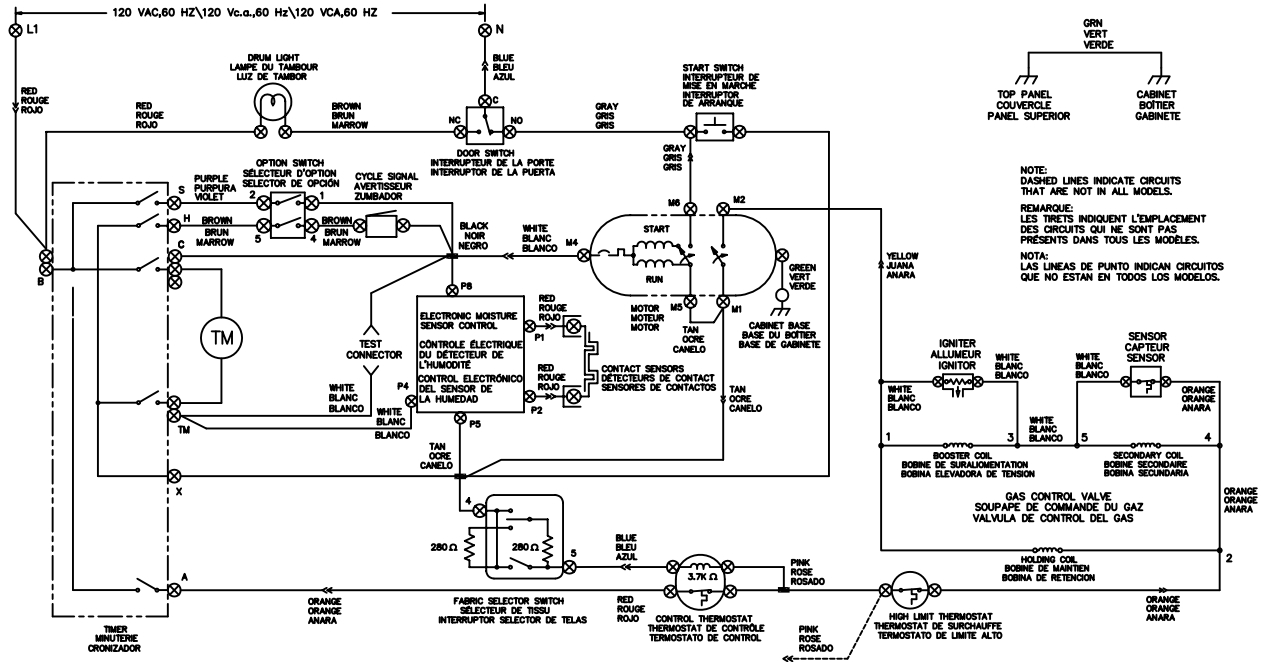 120 VAC,60 HZ\120 Vc.a.,60 Hz\120 VCA,60 HZ
L1
N
GRN
VERT
VERDE
TOP PANEL
COUVERCLE
PANEL SUPERIOR
CABINET
BOÎTIER
GABINETE
RED
ROUGE
ROJO
BLUE
BLEU
AZUL
DRUM LIGHT
LAMPE DU TAMBOUR
LUZ DE TAMBOR
START SWITCH
INTERRUPTEUR DE
MISE EN MARCHE
INTERRUPTOR
DE ARRANQUE
RED
ROUGE
ROJO
BROWN
BRUN
MARROW
C
NC
NO
GRAY
GRIS
GRIS
DOOR SWITCH
INTERRUPTEUR DE LA PORTE
INTERRUPTOR DE LA PUERTA
GRAY
GRIS
GRIS
OPTION SWITCH
SÉLECTEUR D'OPTION
SELECTOR DE OPCIÓN
PURPLE
PURPURA
VIOLET
S
2
1
CYCLE SIGNAL
AVERTISSEUR
ZUMBADOR
H
BROWN
BRUN
MARROW
5
4
BROWN
BRUN
MARROW
BLACK
NOIR
NEGRO
WHITE
BLANC
BLANCO
M4
M6
M2
START
RUN
M5
M1
MOTOR
MOTEUR
MOTOR
GREEN
VERT
VERDE
CABINET BASE
BASE DU BOÎTIER
BASE DE GABINETE
TAN
OCRE
CANELO
NOTE:
DASHED LINES INDICATE CIRCUITS
THAT ARE NOT IN ALL MODELS.
REMARQUE:
LES TIRETS INDIQUENT L'EMPLACEMENT
DES CIRCUITS QUI NE SONT PAS
PRÉSENTS DANS TOUS LES MODÈLES.
NOTA:
LAS LINEAS DE PUNTO INDICAN CIRCUITOS
QUE NO ESTAN EN TODOS LOS MODELOS.
YELLOW
JUANA
ANARA
C
B
TM
P6
ELECTRONIC MOISTURE
SENSOR CONTROL
CÔNTROLE ÉLECTRIQUE
DU DÉTECTEUR DE
L'HUMODITÉ
CONTROL ELECTRÓNICO
DEL SENSOR DE
LA HUMEDAD
RED
ROUGE
ROJO
P1
RED
ROUGE
ROJO
P2
CONTACT SENSORS
DÉTECTEURS DE CONTACT
SENSORES DE CONTACTOS
TEST
CONNECTOR
WHITE
BLANC
BLANCO
P4
WHITE
BLANC
BLANCO
P5
TM
TAN
OCRE
CANELO
TAN
OCRE
CANELO
X
IGNITER
ALLUMEUR
IGNITOR
WHITE
BLANC
BLANCO
WHITE
BLANC
BLANCO
SENSOR
CAPTEUR
SENSOR
WHITE
BLANC
BLANCO
ORANGE
ORANGE
ANARA
WHITE
BLANC
BLANCO
1
3
5
4
BOOSTER COIL
BOBINE DE SURALIOMENTATION
BOBINA ELEVADORA DE TENSION
SECONDARY COIL
BOBINE SECONDAIRE
BOBINA SECUNDARIA
GAS CONTROL VALVE
SOUPAPE DE COMMANDE DU GAZ
VALVULA DE CONTROL DEL GAS
ORANGE
ORANGE
ANARA
HOLDING COIL
BOBINE DE MAINTIEN
BOBINA DE RETENCION
2
4
280 Ω
280 Ω
5
BLUE
BLEU
AZUL
3.7K Ω
PINK
ROSE
ROSADO
A
ORANGE
ORANGE
ANARA
FABRIC SELECTOR SWITCH
SÉLECTEUR DE TISSU
INTERRUPTOR SELECTOR DE TELAS
RED
ROUGE
ROJO
CONTROL THERMOSTAT
THERMOSTAT DE CONTRÔLE
TERMOSTATO DE CONTROL
HIGH LIMIT THERMOSTAT
THERMOSTAT DE SURCHAUFFE
TERMOSTATO DE LIMITE ALTO
ORANGE
ORANGE
ANARA
PINK
ROSE
ROSADO
TIMER
MINUTERIE
CRONIZADOR